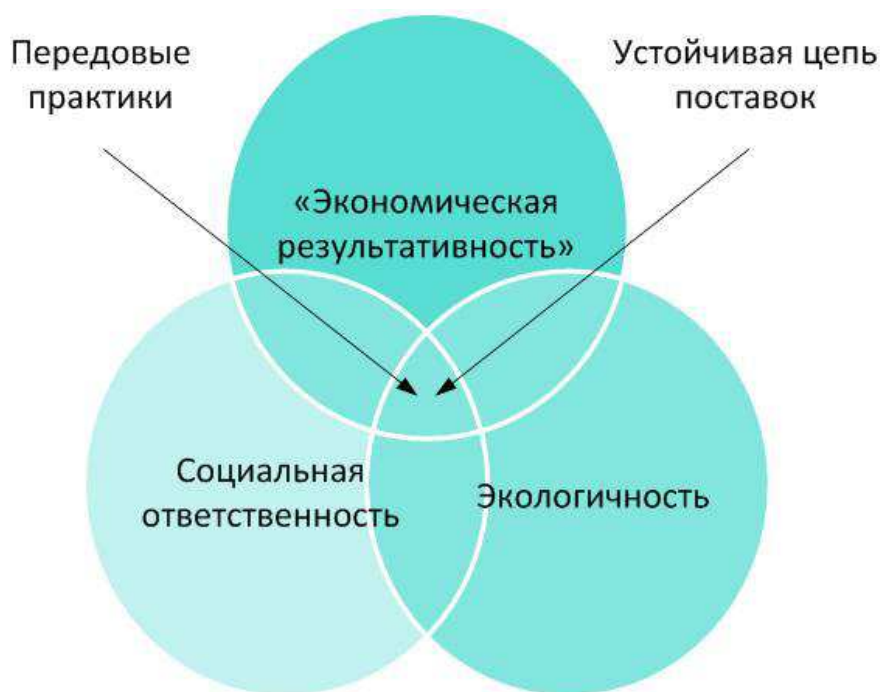 Передовые
практики
Устойчивая цепь
поставок
«Экономическая
результативность»
Социальная
ответственность
Экологичность